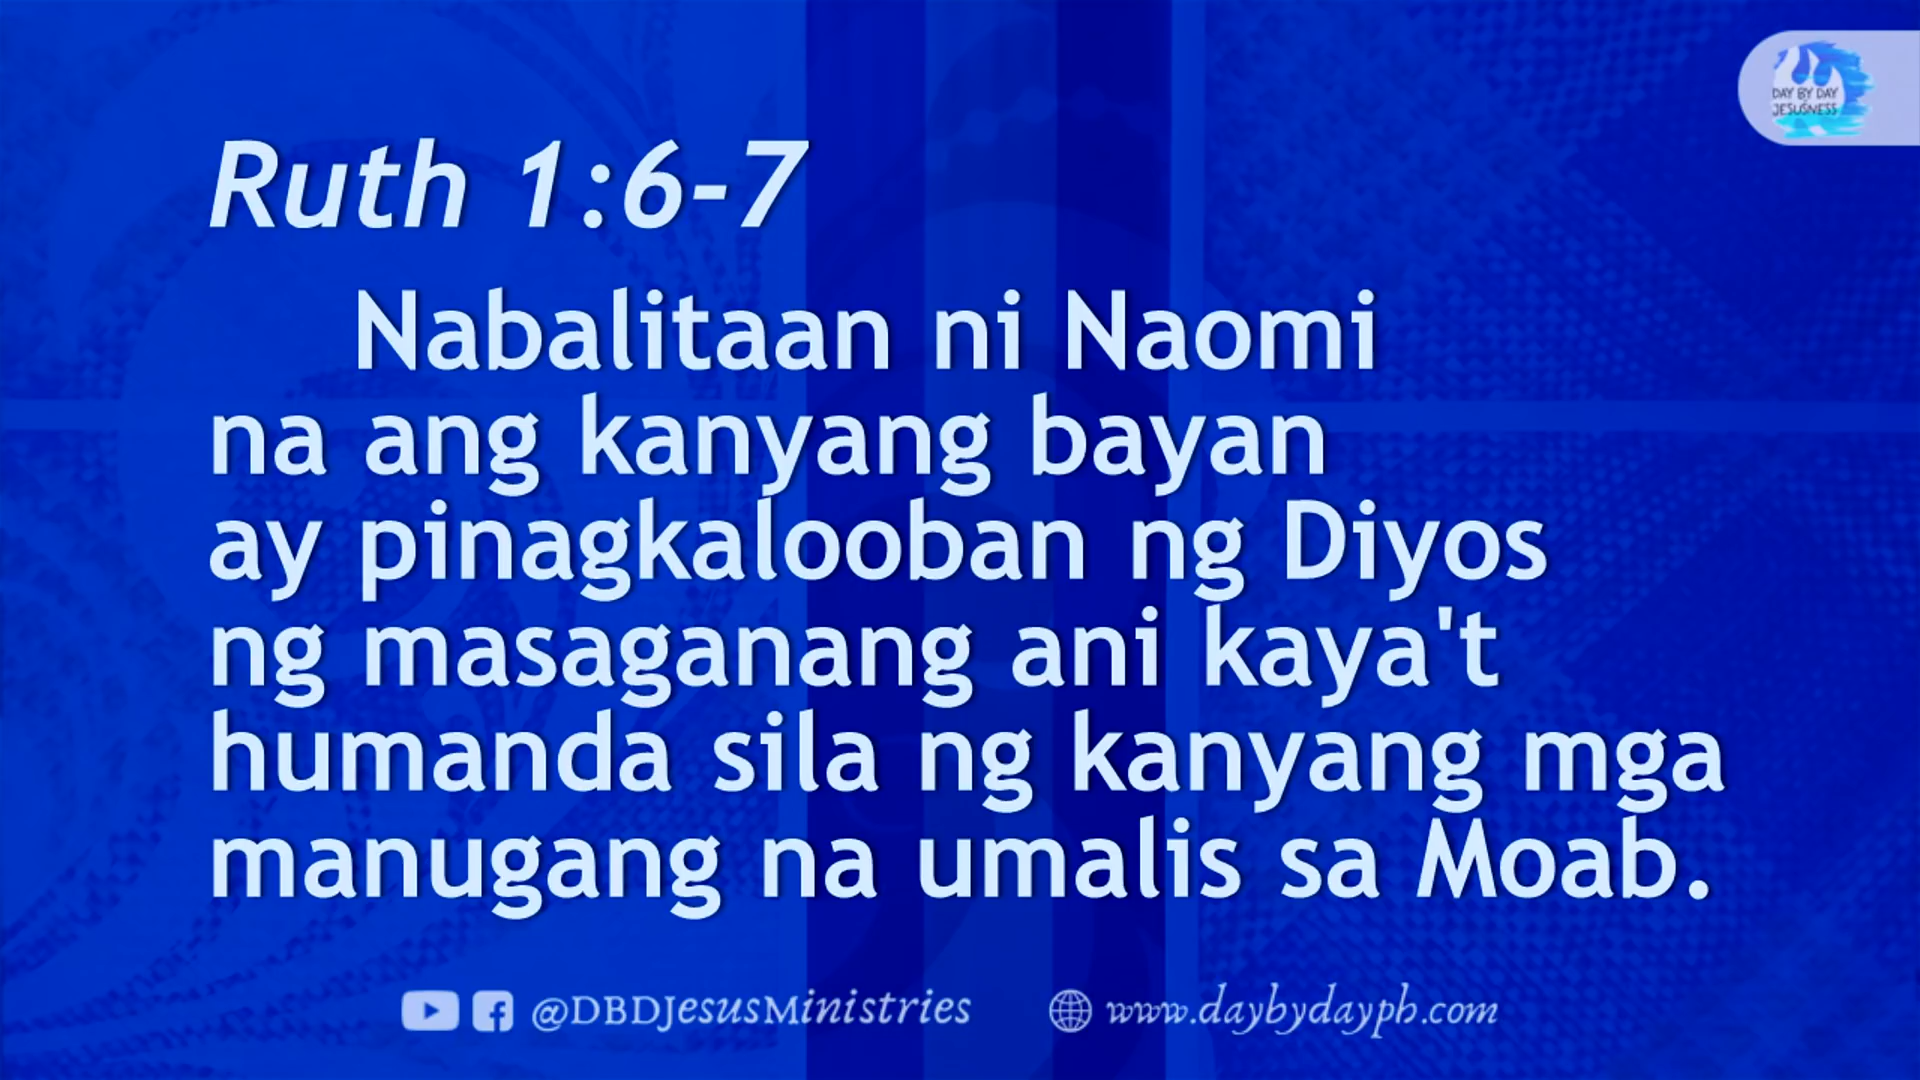 DAY BY DAY
JESUSNESS
Ruth 1:6-7
Nabalitaan ni Naomi
na ang kanyang bayan
ay pinagkalooban ng Diyos
ng masaganang ani kaya't
humanda sila ng kanyang mga
manugang na umalis sa Moab.
@DBDJesusMinistries www.daybydayph.com